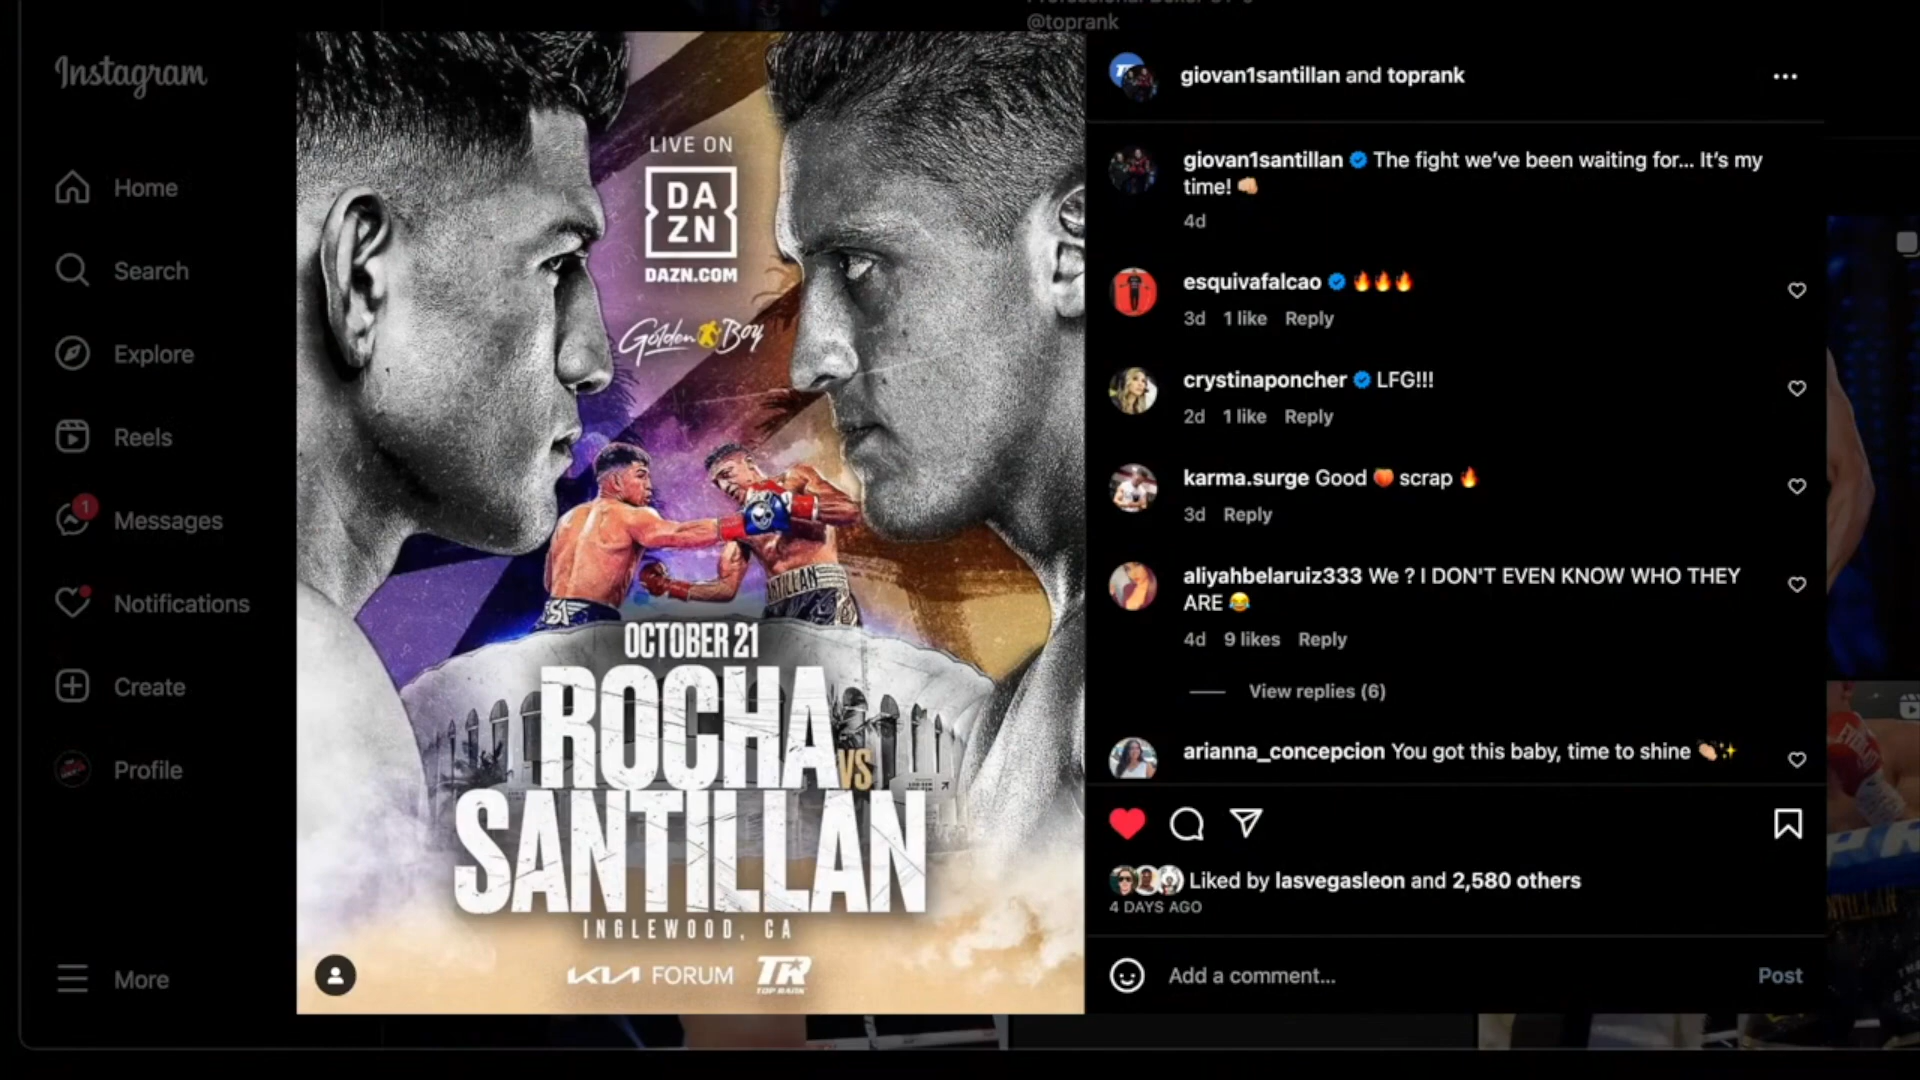 @toprank
Instagram
Home
Search
Explore
Reels
1
Messages
Notifications
Create
Profile
More
LIVE ON
DA
ZN
DAZN.COM
Golden Boy
SANTILLAN
OCTOBER 21
ROCHA
VS
SANTILLAN
INGLEWOOD, CA
KIA FORUM
TR
TOP RANK
giovan1santillan and toprank
giovan1santillan The fight we’ve been waiting for... It’s my
time! 👊🏼
4d
esquivafalcao 🔥🔥🔥
3d 1 like Reply
crystinaponcher LFG!!!
2d 1 like Reply
karma.surge Good 🍑 scrap 🔥
3d Reply
aliyahbelaruiz333 We ? I DON'T EVEN KNOW WHO THEY
ARE 😂
4d 9 likes Reply
View replies (6)
arianna_concepcion You got this baby, time to shine 👏🏼✨
Liked by lasvegasleon and 2,580 others
4 DAYS AGO
Add a comment...
Post